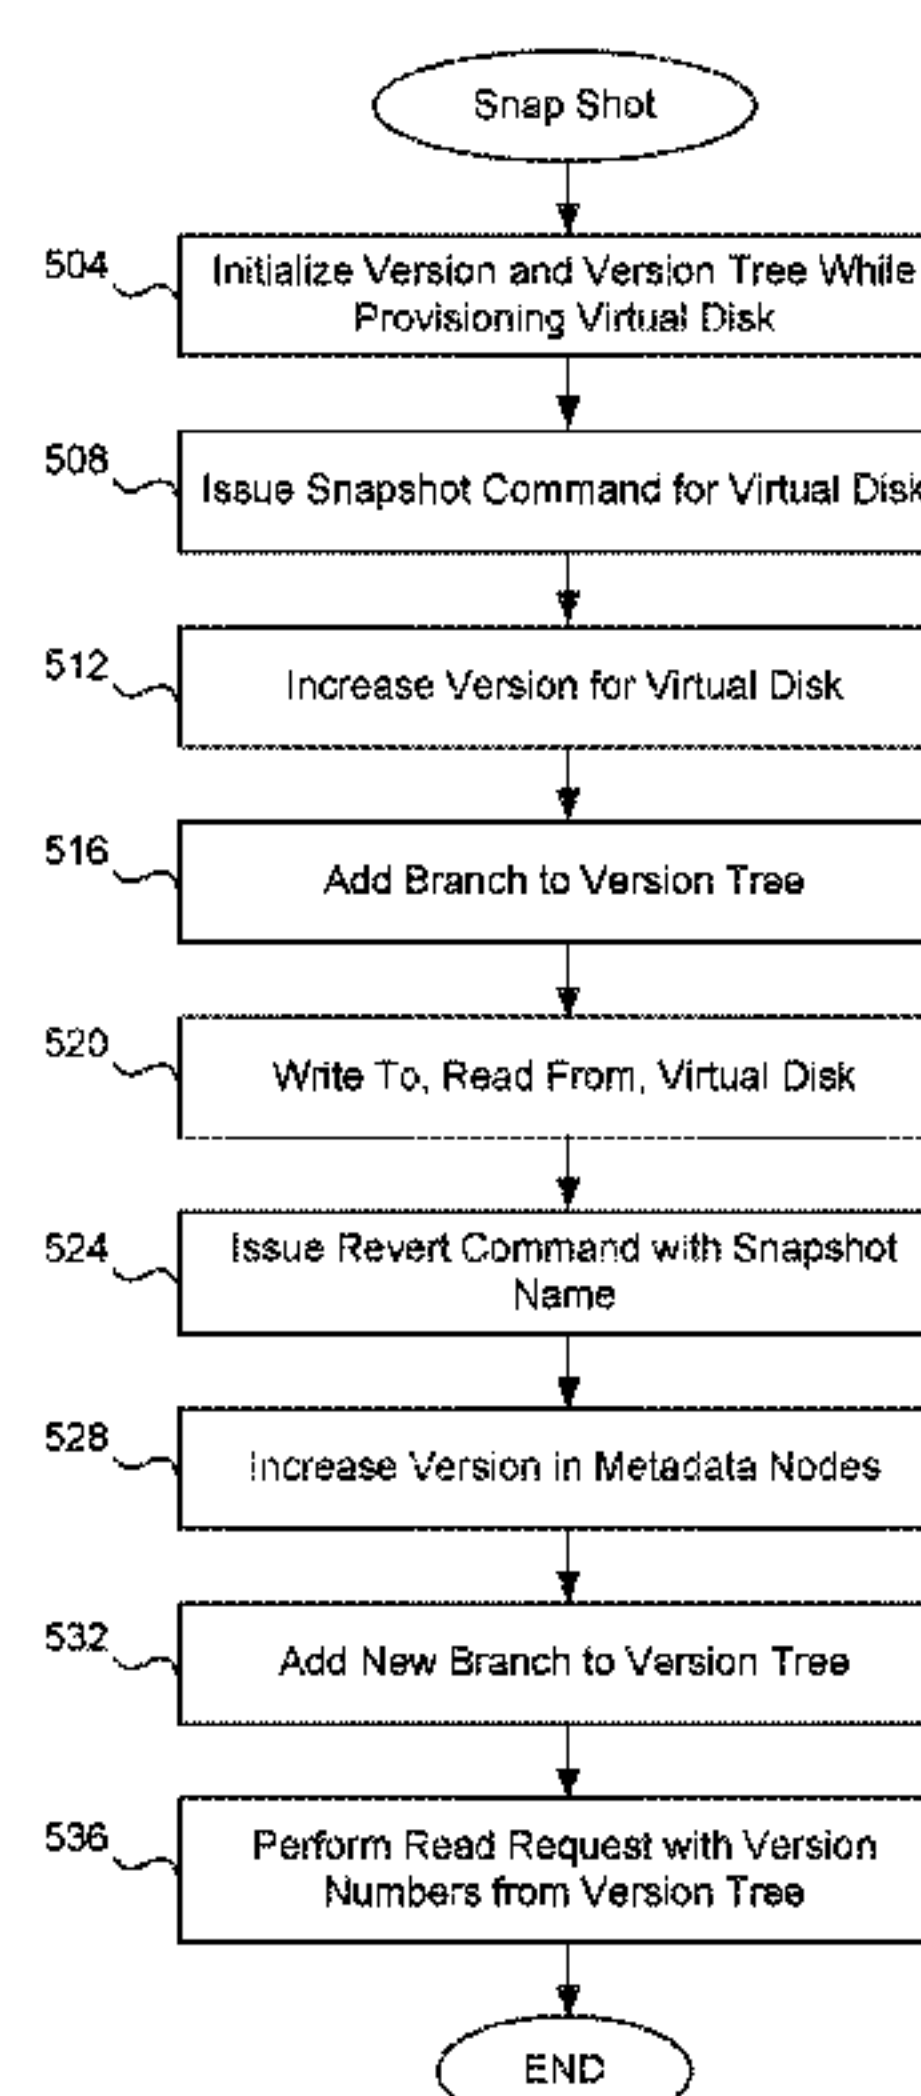 Snap Shot
504
Initialize Version and Version Tree While
Provisioning Virtual Disk
508
Issue Snapshot Command for Virtual Disk
512
Increase Version for Virtual Disk
516
Add Branch to Version Tree
520
Write To, Read From, Virtual Disk
524
Issue Revert Command with Snapshot
Name
528
Increase Version in Metadata Nodes
532
Add New Branch to Version Tree
536
Perform Read Request with Version
Numbers from Version Tree
END